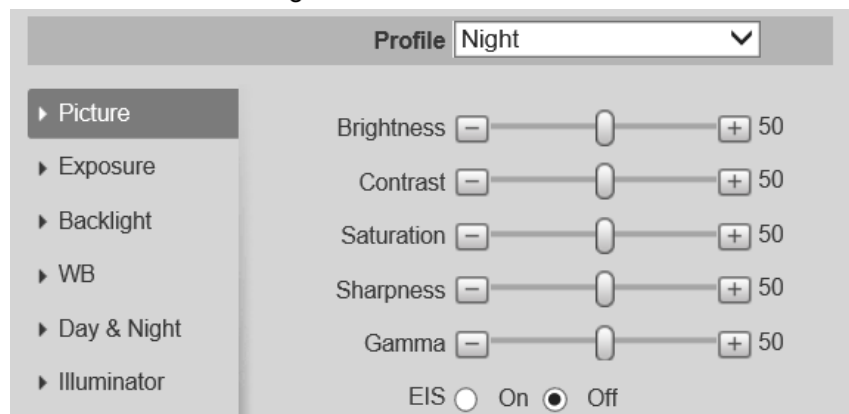 Profile Night
Picture
Exposure
Backlight
WB
Day & Night
Illuminator
Brightness 50
Contrast 50
Saturation 50
Sharpness 50
Gamma 50
EIS On Off